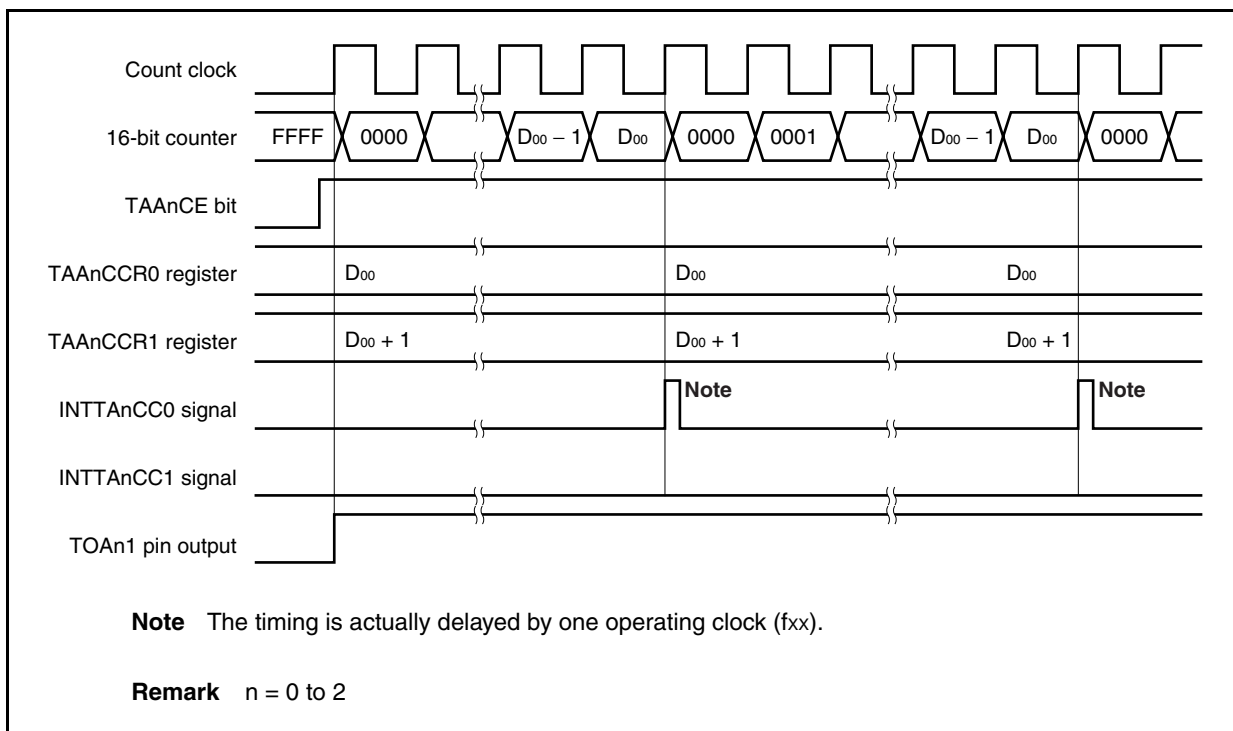 Count clock
16-bit counter FFFF 0000 D00 − 1 D00 0000 0001 D00 − 1 D00 0000
TAAnCE bit
TAAnCCR0 register D00 D00 D00
TAAnCCR1 register D00 + 1 D00 + 1 D00 + 1
INTTAnCC0 signal Note Note
INTTAnCC1 signal
TOAn1 pin output
Note The timing is actually delayed by one operating clock (fxx).
Remark n = 0 to 2